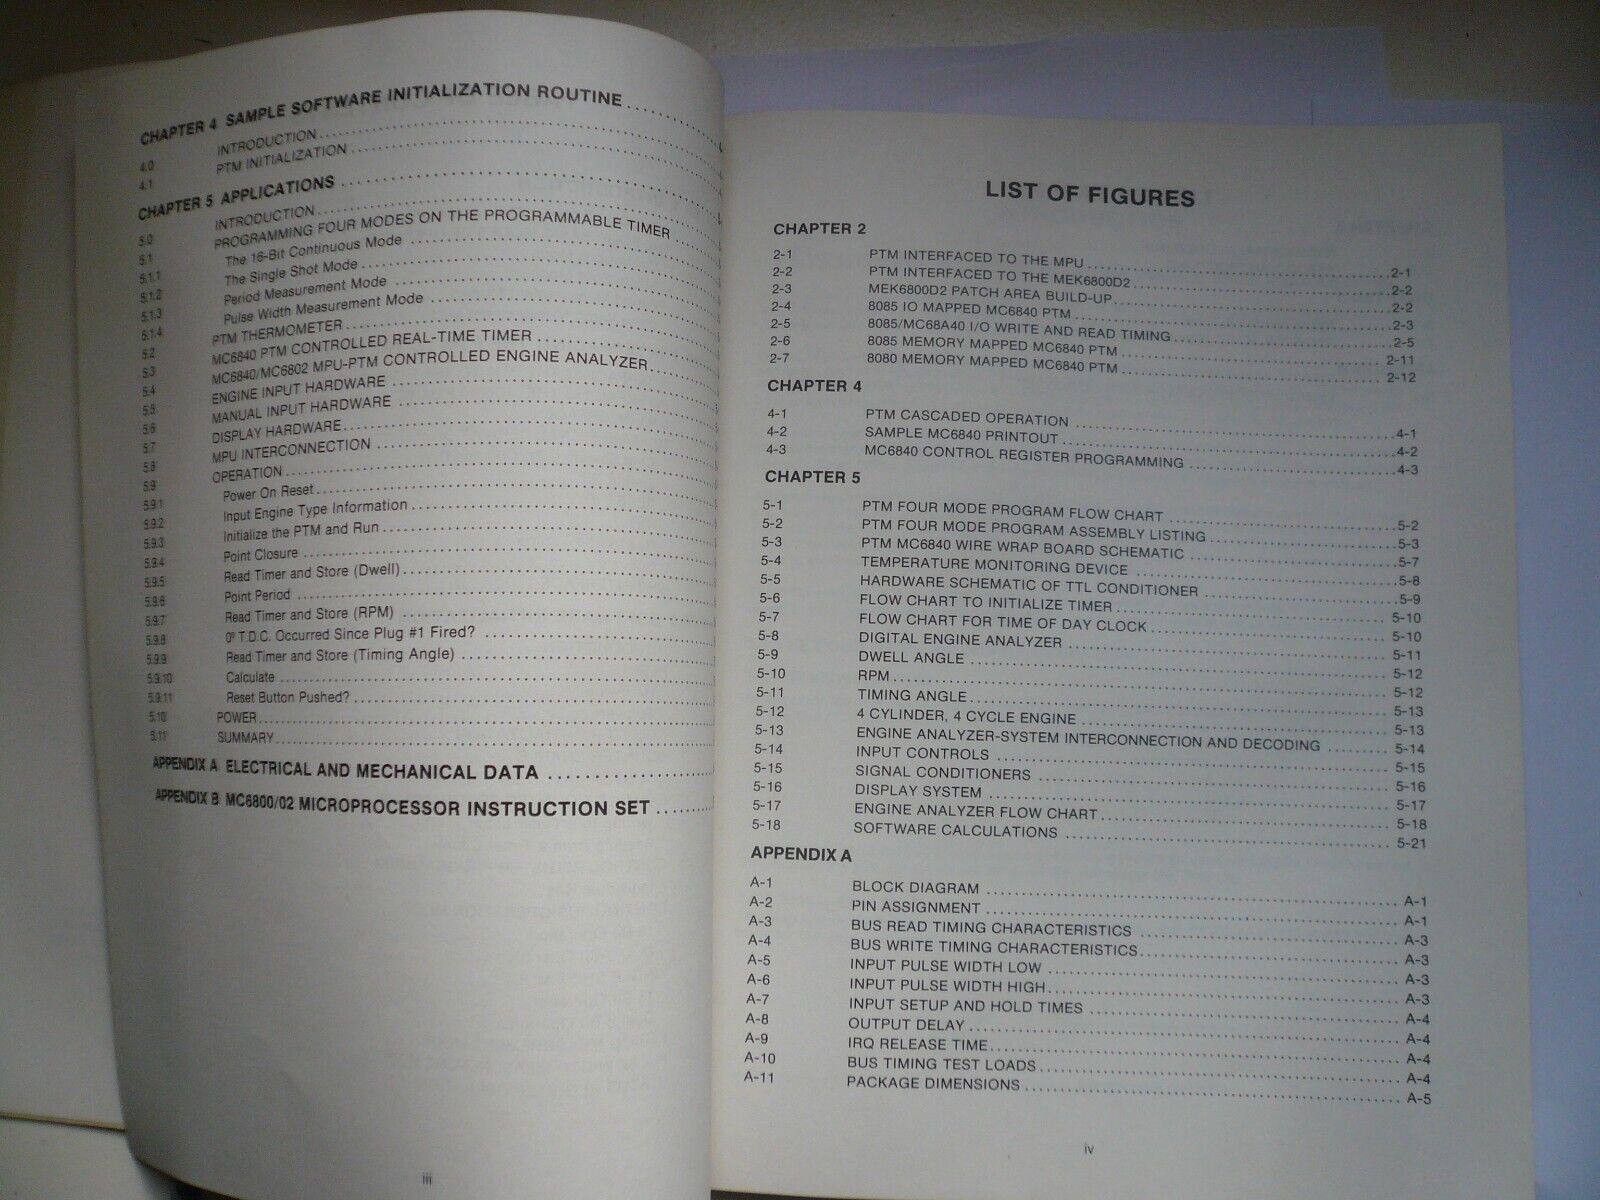 CHAPTER 4 SAMPLE SOFTWARE INITIALIZATION ROUTINE
4.0 INTRODUCTION
4.1 PTM INITIALIZATION
CHAPTER 5 APPLICATIONS
5.0 INTRODUCTION
5.1 PROGRAMMING FOUR MODES ON THE PROGRAMMABLE TIMER
5.1.1 The 16-Bit Continuous Mode
5.1.2 The Single Shot Mode
5.1.3 Period Measurement Mode
5.1.4 Pulse Width Measurement Mode
5.2 PTM THERMOMETER
5.3 MC6840 PTM CONTROLLED REAL-TIME TIMER
5.4 MC6840/MC6802 MPU-PTM CONTROLLED ENGINE ANALYZER
5.5 ENGINE INPUT HARDWARE
5.6 MANUAL INPUT HARDWARE
5.7 DISPLAY HARDWARE
5.8 MPU INTERCONNECTION
5.9 OPERATION
5.9.1 Power On Reset
5.9.2 Input Engine Type Information
5.9.3 Initialize the PTM and Run
5.9.4 Point Closure
5.9.5 Read Timer and Store (Dwell)
5.9.6 Point Period
5.9.7 Read Timer and Store (RPM)
5.9.8 0º T.D.C. Occurred Since Plug #1 Fired?
5.9.9 Read Timer and Store (Timing Angle)
5.9.10 Calculate
5.9.11 Reset Button Pushed?
5.10 POWER
5.11 SUMMARY
APPENDIX A ELECTRICAL AND MECHANICAL DATA
APPENDIX B MC6800/02 MICROPROCESSOR INSTRUCTION SET
iii
LIST OF FIGURES
CHAPTER 2
2-1 PTM INTERFACED TO THE MPU 2-1
2-2 PTM INTERFACED TO THE MEK6800D2 2-2
2-3 MEK6800D2 PATCH AREA BUILD-UP 2-2
2-4 8085 IO MAPPED MC6840 PTM 2-3
2-5 8085/MC68A40 I/O WRITE AND READ TIMING 2-5
2-6 8085 MEMORY MAPPED MC6840 PTM 2-11
2-7 8080 MEMORY MAPPED MC6840 PTM 2-12
CHAPTER 4
4-1 PTM CASCADED OPERATION 4-1
4-2 SAMPLE MC6840 PRINTOUT 4-2
4-3 MC6840 CONTROL REGISTER PROGRAMMING 4-3
CHAPTER 5
5-1 PTM FOUR MODE PROGRAM FLOW CHART 5-2
5-2 PTM FOUR MODE PROGRAM ASSEMBLY LISTING 5-3
5-3 PTM MC6840 WIRE WRAP BOARD SCHEMATIC 5-7
5-4 TEMPERATURE MONITORING DEVICE 5-8
5-5 HARDWARE SCHEMATIC OF TTL CONDITIONER 5-9
5-6 FLOW CHART TO INITIALIZE TIMER 5-10
5-7 FLOW CHART FOR TIME OF DAY CLOCK 5-10
5-8 DIGITAL ENGINE ANALYZER 5-11
5-9 DWELL ANGLE 5-12
5-10 RPM 5-12
5-11 TIMING ANGLE 5-13
5-12 4 CYLINDER, 4 CYCLE ENGINE 5-13
5-13 ENGINE ANALYZER-SYSTEM INTERCONNECTION AND DECODING 5-14
5-14 INPUT CONTROLS 5-15
5-15 SIGNAL CONDITIONERS 5-16
5-16 DISPLAY SYSTEM 5-17
5-17 ENGINE ANALYZER FLOW CHART 5-18
5-18 SOFTWARE CALCULATIONS 5-21
APPENDIX A
A-1 BLOCK DIAGRAM A-1
A-2 PIN ASSIGNMENT A-1
A-3 BUS READ TIMING CHARACTERISTICS A-3
A-4 BUS WRITE TIMING CHARACTERISTICS A-3
A-5 INPUT PULSE WIDTH LOW A-3
A-6 INPUT PULSE WIDTH HIGH A-3
A-7 INPUT SETUP AND HOLD TIMES A-4
A-8 OUTPUT DELAY A-4
A-9 IRQ RELEASE TIME A-4
A-10 BUS TIMING TEST LOADS A-4
A-11 PACKAGE DIMENSIONS A-5
iv